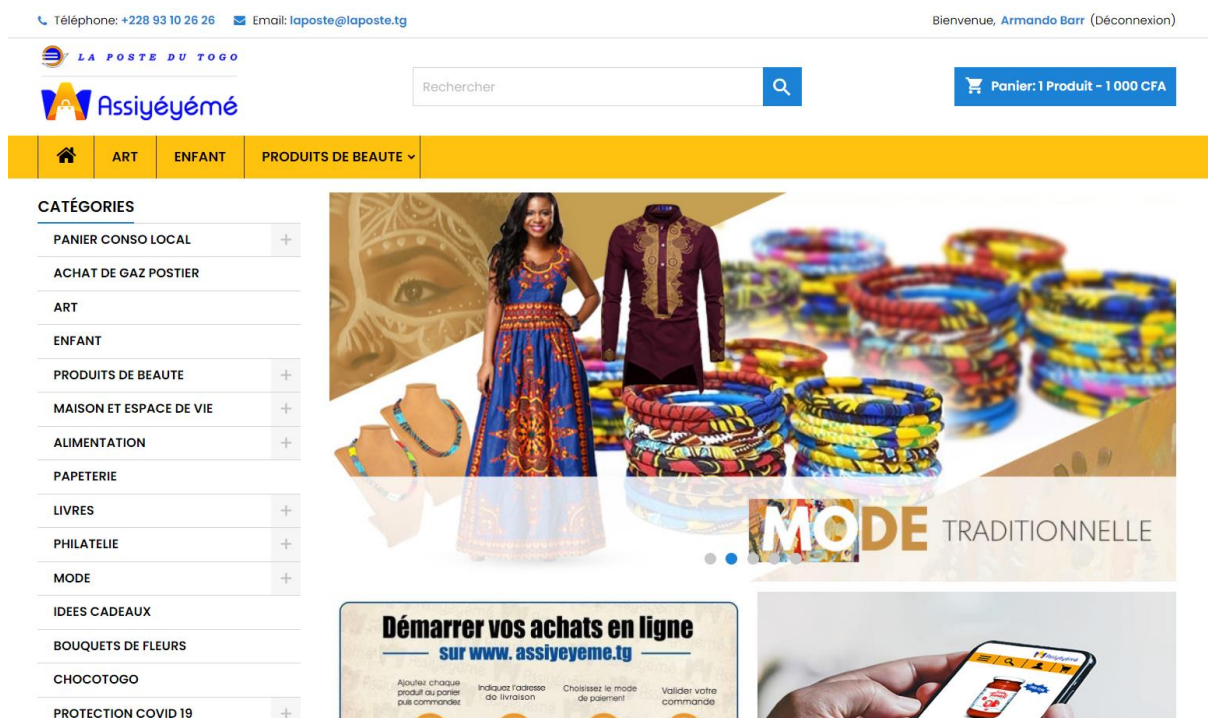 Téléphone: +228 93 10 26 26 Email: laposte@laposte.tg
Bienvenue, Armando Barr (Déconnexion)
LA POSTE DU TOGO
Assiyéyémé
Rechercher
Panier: 1 Produit - 1 000 CFA
ART ENFANT PRODUITS DE BEAUTE
CATÉGORIES
PANIER CONSO LOCAL
ACHAT DE GAZ POSTIER
ART
ENFANT
PRODUITS DE BEAUTE
MAISON ET ESPACE DE VIE
ALIMENTATION
PAPETERIE
LIVRES
PHILATELIE
MODE
IDEES CADEAUX
BOUQUETS DE FLEURS
CHOCOTOGO
PROTECTION COVID 19
MODE TRADITIONNELLE
Démarrer vos achats en ligne
sur www. assiyeyeme.tg
Ajoutez chaque
produit au panier
puis commandez
Indiquez l'adresse
de livraison
Choisissez le mode
de paiement
Valider votre
commande
Assiyéyémé